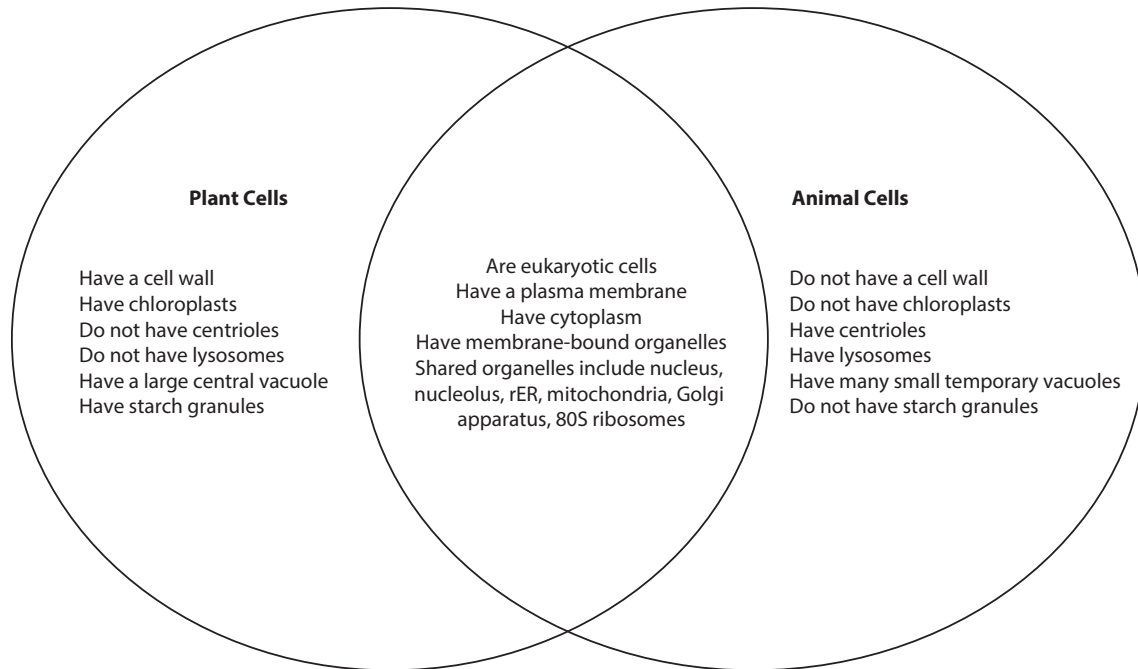 Plant Cells
Have a cell wall
Have chloroplasts
Do not have centrioles
Do not have lysosomes
Have a large central vacuole
Have starch granules
Are eukaryotic cells
Have a plasma membrane
Have cytoplasm
Have membrane-bound organelles
Shared organelles include nucleus,
nucleolus, rER, mitochondria, Golgi
apparatus, 80S ribosomes
Animal Cells
Do not have a cell wall
Do not have chloroplasts
Have centrioles
Have lysosomes
Have many small temporary vacuoles
Do not have starch granules